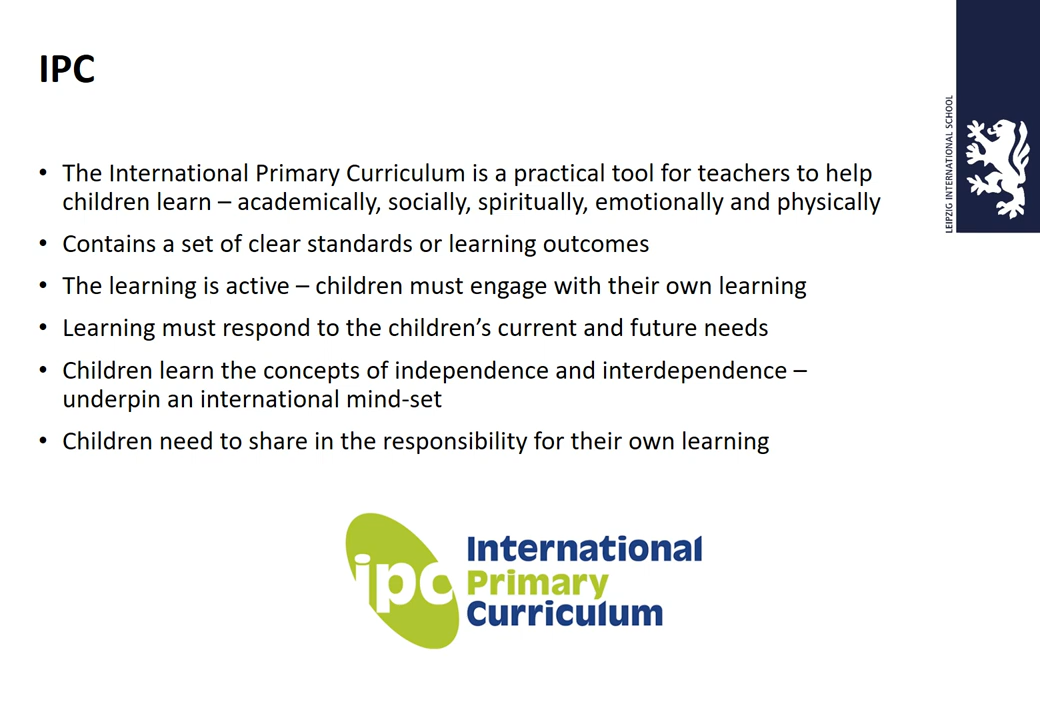 IPC
• The International Primary Curriculum is a practical tool for teachers to help
children learn – academically, socially, spiritually, emotionally and physically
• Contains a set of clear standards or learning outcomes
• The learning is active – children must engage with their own learning
• Learning must respond to the children’s current and future needs
• Children learn the concepts of independence and interdependence –
underpin an international mind-set
• Children need to share in the responsibility for their own learning
LEIPZIG INTERNATIONAL SCHOOL
ipc
International
Primary
Curriculum